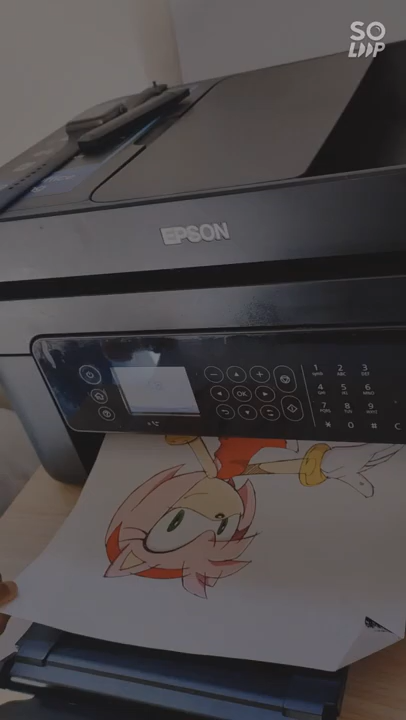 SO
LOOP
EPSON
OK
1
2 ABC
3 DEF
4 GHI
5 JKL
6 MNO
7 PQRS
8 TUV
9 WXYZ
* 0 # C